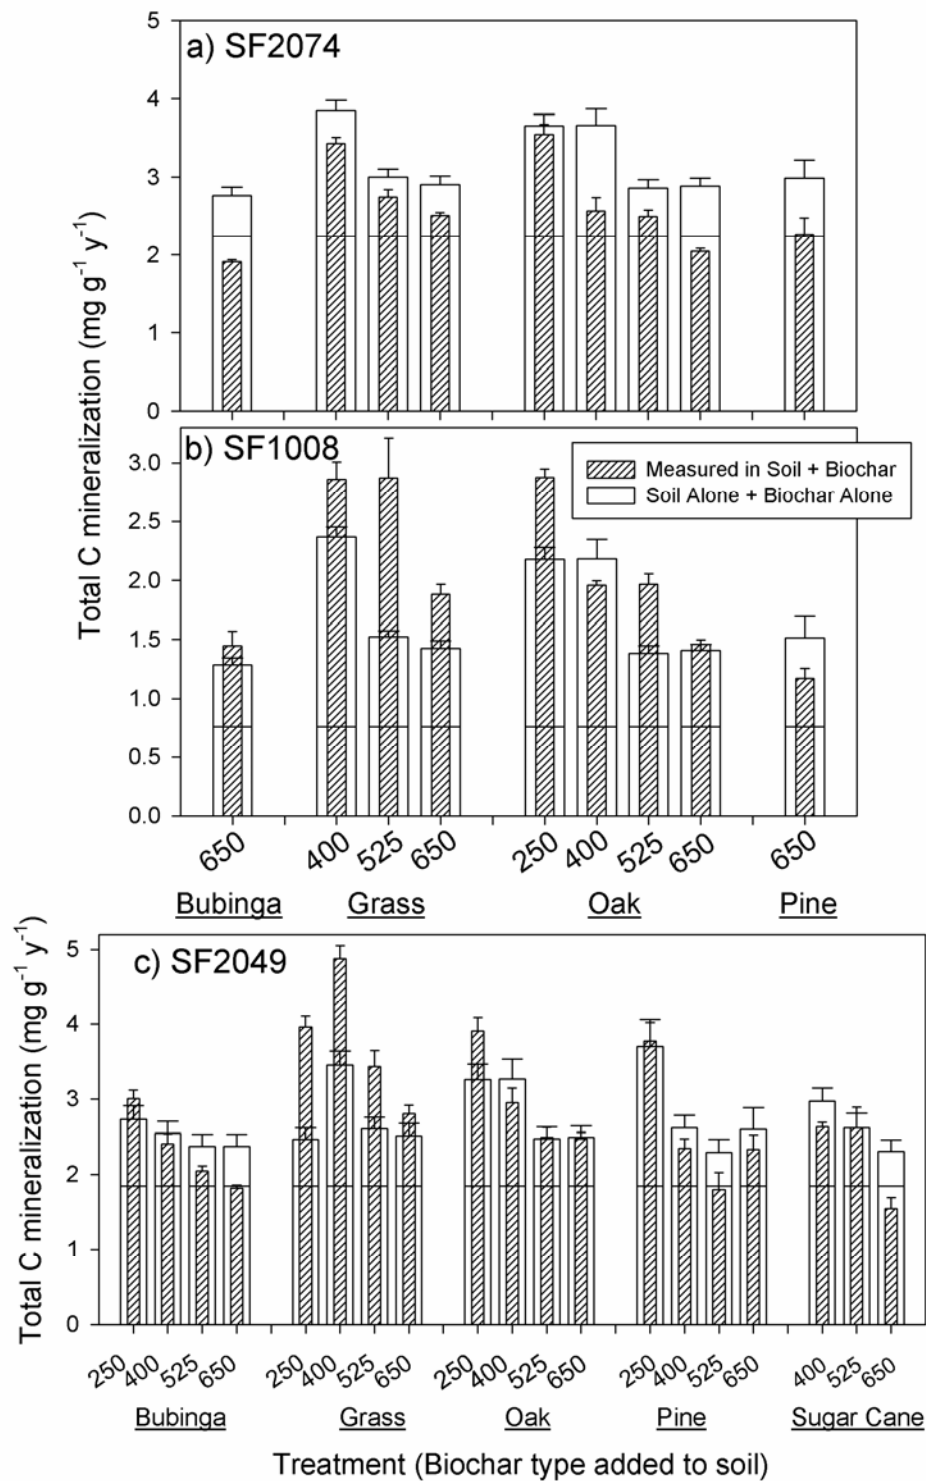 a) SF2074
5
4
3
2
1
0
Total C mineralization (mg g⁻¹ y⁻¹)
b) SF1008
Measured in Soil + Biochar
Soil Alone + Biochar Alone
3.0
2.5
2.0
1.5
1.0
0.5
0.0
650 400 525 650 250 400 525 650 650
Bubinga Grass Oak Pine
c) SF2049
Total C mineralization (mg g⁻¹ y⁻¹)
5
4
3
2
1
0
250 400 525 650 250 400 525 650 250 400 525 650 250 400 525 650 400 525 650
Bubinga Grass Oak Pine Sugar Cane
Treatment (Biochar type added to soil)